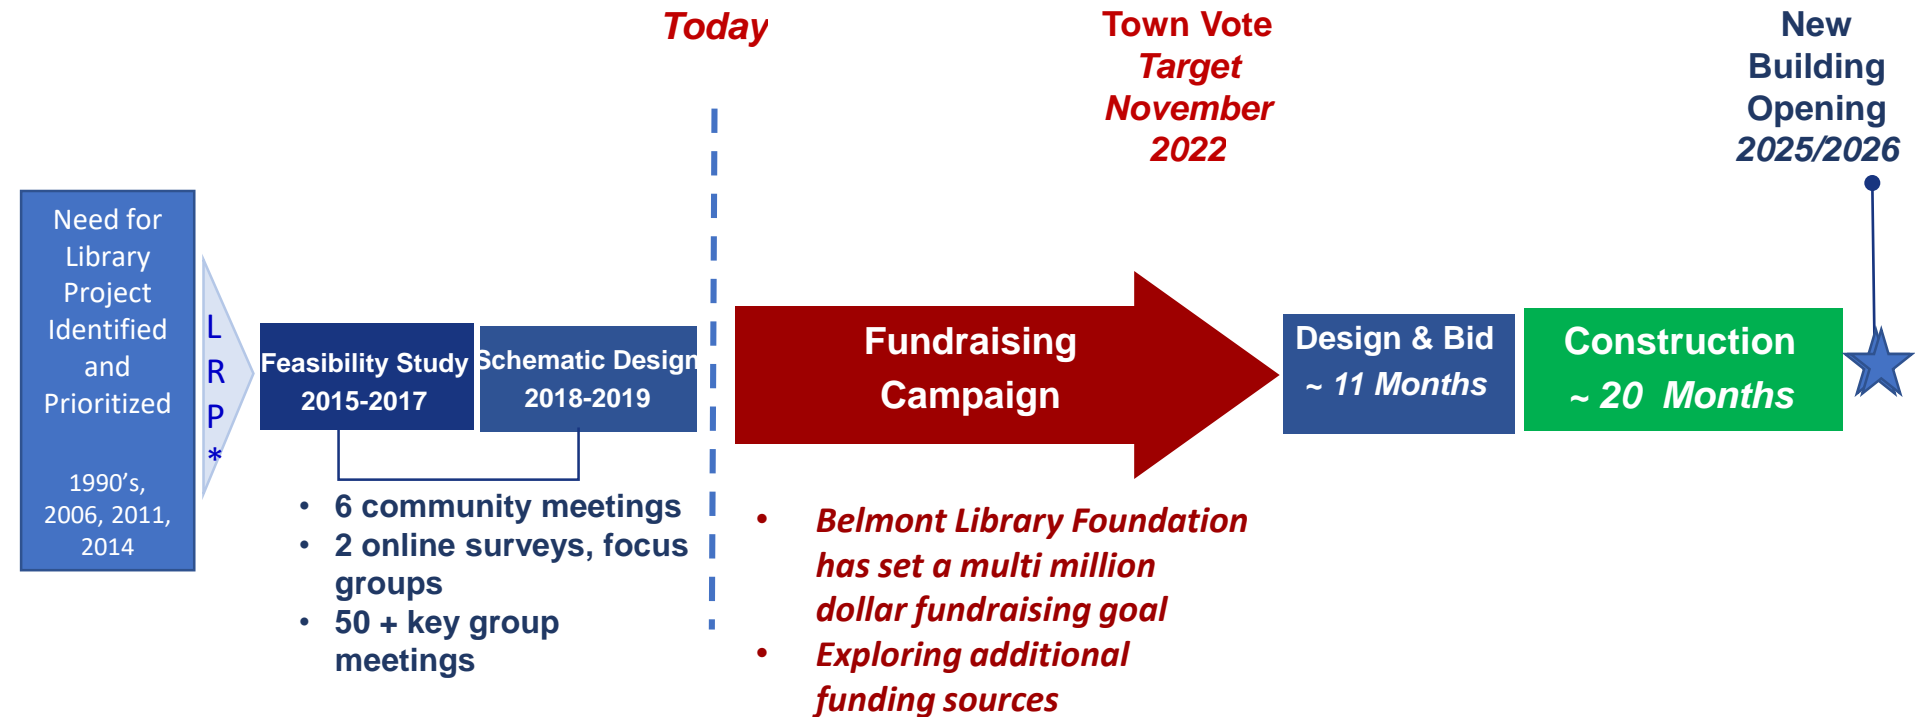 Today
Town Vote
Target
November
2022
New
Building
Opening
2025/2026
Need for
Library
Project
Identified
and
Prioritized
1990's,
2006, 2011,
2014
L
R
P
*
Feasibility Study
2015-2017
Schematic Design
2018-2019
Fundraising
Campaign
Design & Bid
~ 11 Months
Construction
~ 20 Months
• 6 community meetings
• 2 online surveys, focus
groups
• 50 + key group
meetings
• Belmont Library Foundation
has set a multi million
dollar fundraising goal
• Exploring additional
funding sources